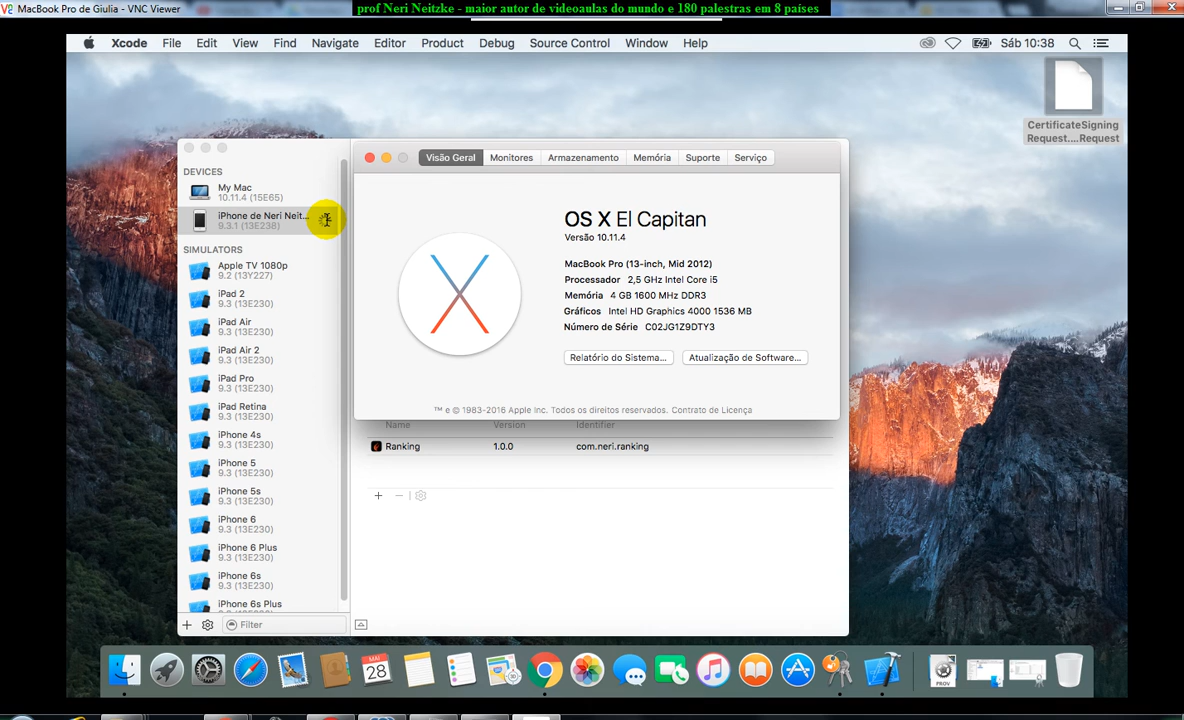 MacBook Pro de Giulia - VNC Viewer
prof Neri Neitzke - maior autor de videoaulas do mundo e 180 palestras em 8 países
Xcode File Edit View Find Navigate Editor Product Debug Source Control Window Help
Sáb 10:38
CertificateSigning
Request....Request
DEVICES
My Mac
10.11.4 (15E65)
iPhone de Neri Neit...
9.3.1 (13E238)
SIMULATORS
Apple TV 1080p
9.2 (13Y227)
iPad 2
9.3 (13E230)
iPad Air
9.3 (13E230)
iPad Air 2
9.3 (13E230)
iPad Pro
9.3 (13E230)
iPad Retina
9.3 (13E230)
iPhone 4s
9.3 (13E230)
iPhone 5
9.3 (13E230)
iPhone 5s
9.3 (13E230)
iPhone 6
9.3 (13E230)
iPhone 6 Plus
9.3 (13E230)
iPhone 6s
9.3 (13E230)
iPhone 6s Plus
Filter
Visão Geral Monitores Armazenamento Memória Suporte Serviço
OS X El Capitan
Versão 10.11.4
MacBook Pro (13-inch, Mid 2012)
Processador 2,5 GHz Intel Core i5
Memória 4 GB 1600 MHz DDR3
Gráficos Intel HD Graphics 4000 1536 MB
Número de Série C02JG1Z9DTY3
Relatório do Sistema... Atualização de Software...
™ e © 1983-2016 Apple Inc. Todos os direitos reservados. Contrato de Licença
Name Version Identifier
Ranking 1.0.0 com.neri.ranking
MAI
28
PROV